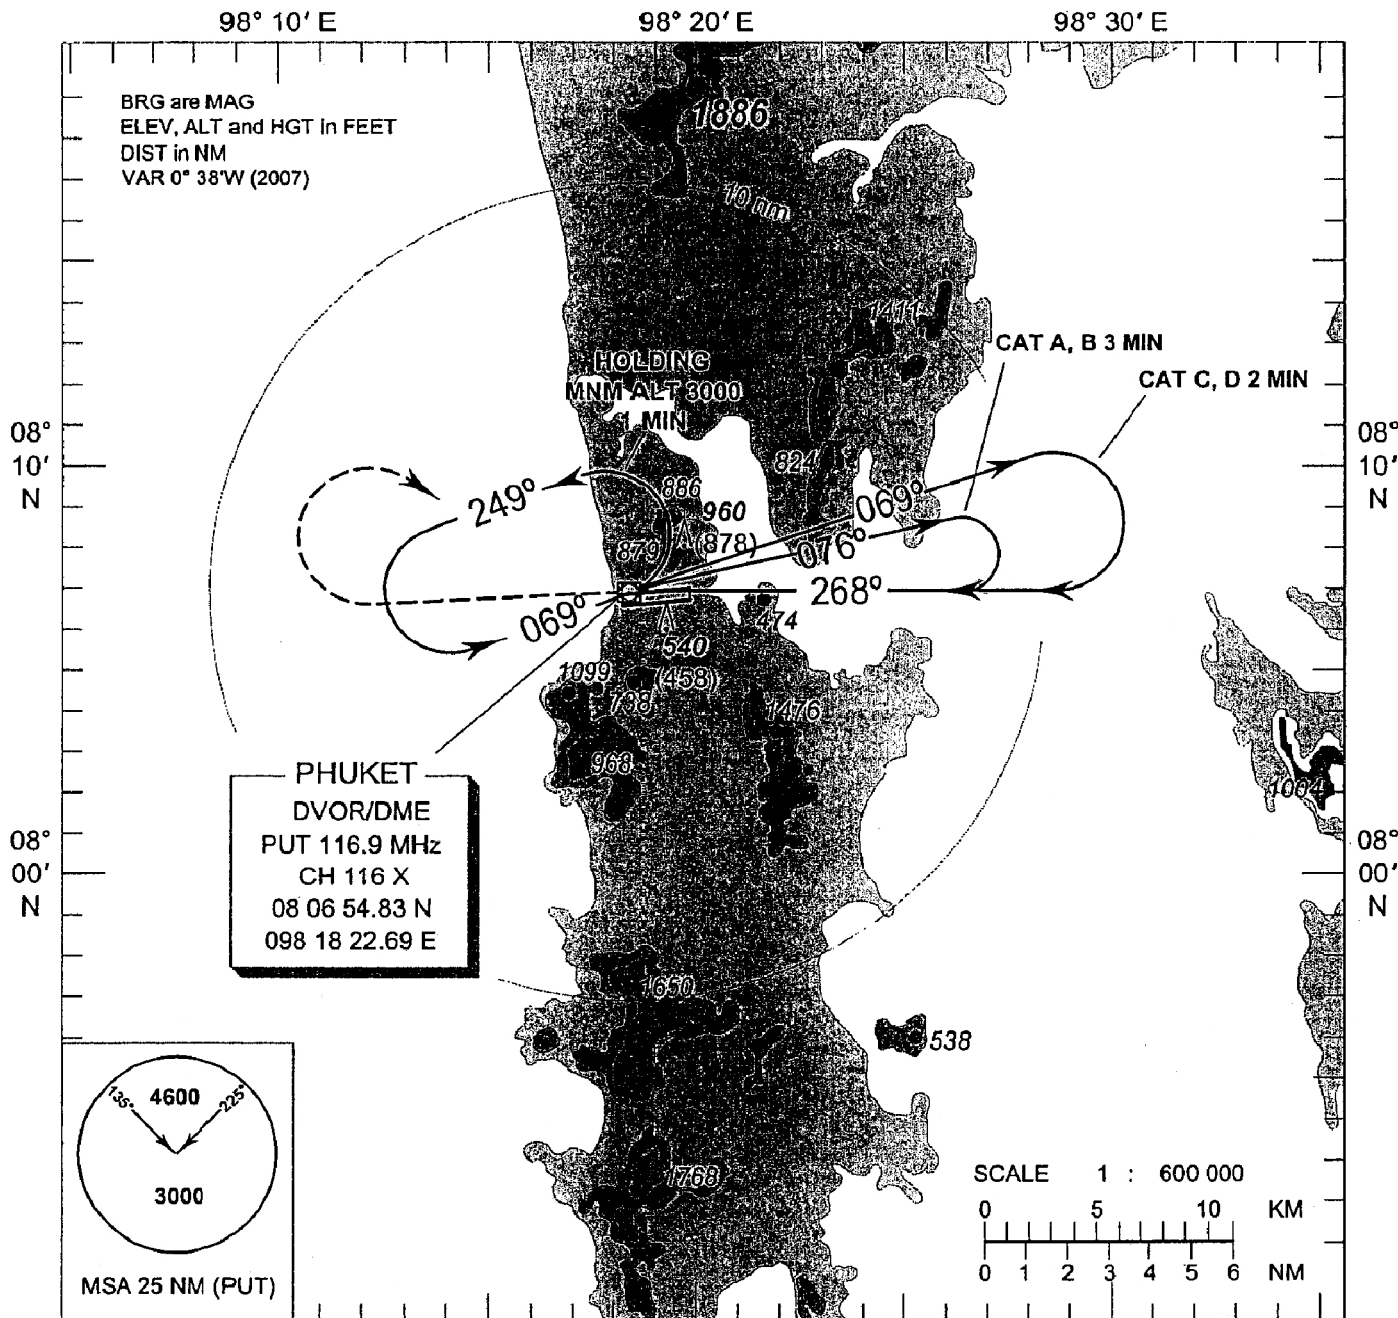 98° 10' E
98° 20' E
98° 30' E
BRG are MAG
ELEV, ALT and HGT in FEET
DIST in NM
VAR 0° 38'W (2007)
1886
10 nm
1411
CAT A, B 3 MIN
CAT C, D 2 MIN
HOLDING
MNM ALT 3000
1 MIN
08°
10'
N
08°
10'
N
824
249°
886
960
(878)
879
069°
076°
268°
069°
474
540
(458)
1099
738
1476
968
1004
PHUKET
DVOR/DME
PUT 116.9 MHz
CH 116 X
08 06 54.83 N
098 18 22.69 E
08°
00'
N
08°
00'
N
1650
538
1768
135°
4600
225°
3000
MSA 25 NM (PUT)
SCALE 1 : 600 000
0 5 10 KM
0 1 2 3 4 5 6 NM